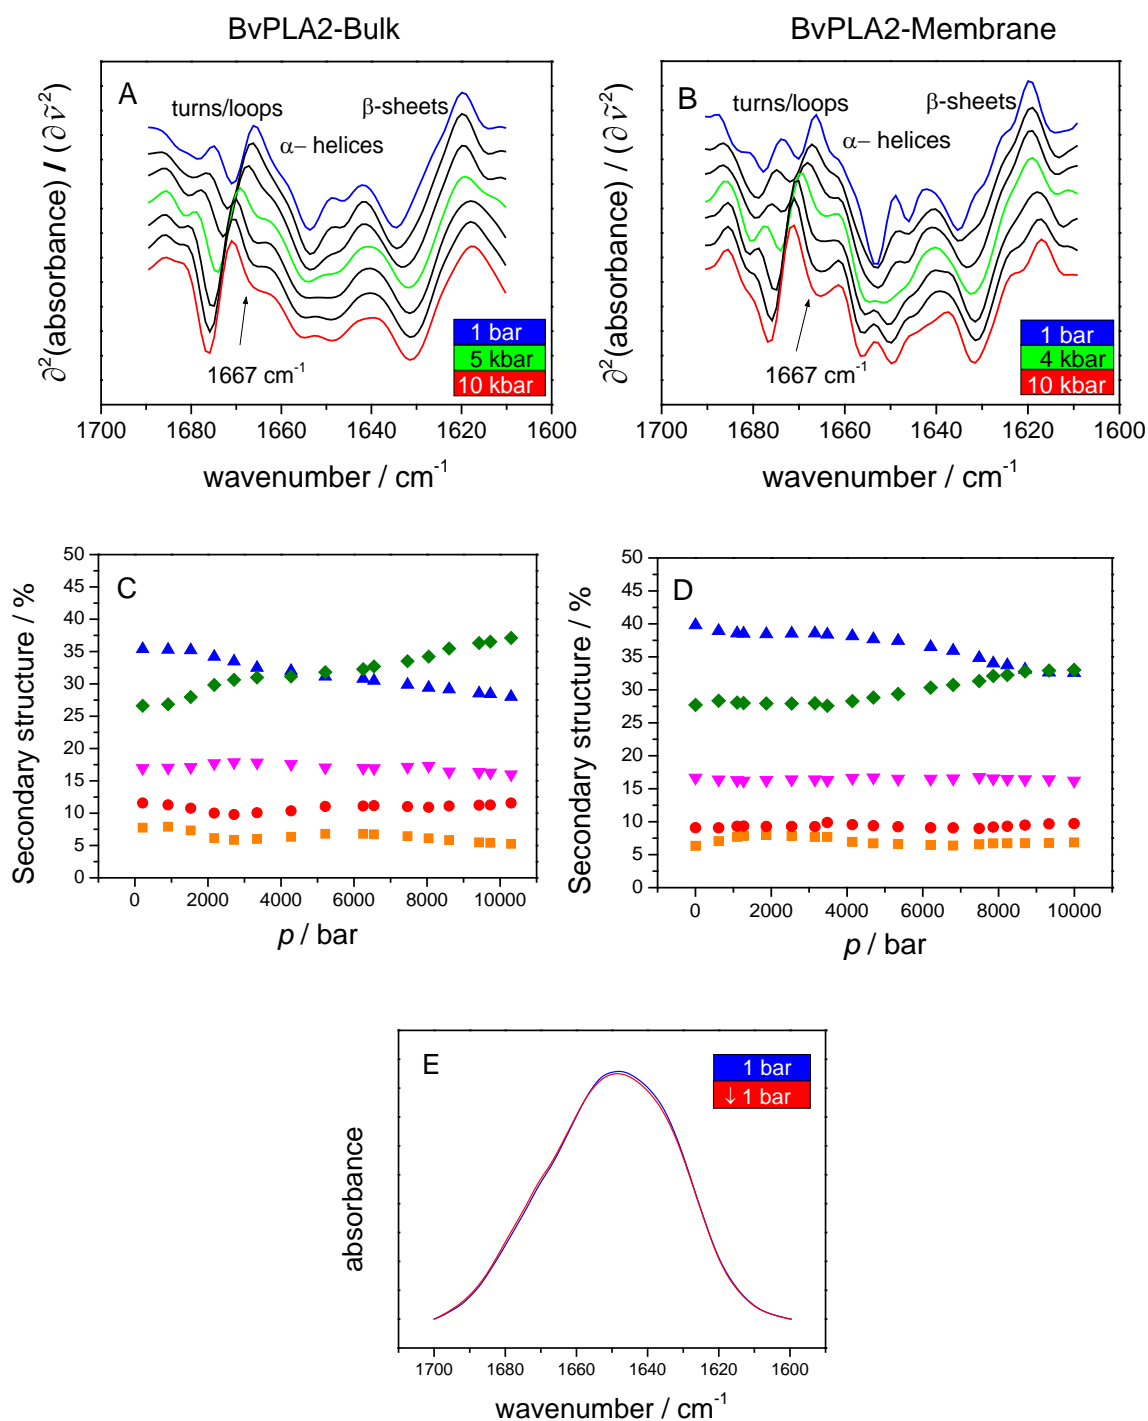 BvPLA2-Bulk
BvPLA2-Membrane
A
turns/loops
β-sheets
α– helices
∂²(absorbance) / (∂ṽ²)
1667 cm⁻¹
1 bar
5 kbar
10 kbar
1700 1680 1660 1640 1620 1600
wavenumber / cm⁻¹
B
turns/loops
β-sheets
α– helices
∂²(absorbance) / (∂ṽ²)
1667 cm⁻¹
1 bar
4 kbar
10 kbar
1700 1680 1660 1640 1620 1600
wavenumber / cm⁻¹
C
Secondary structure / %
50
45
40
35
30
25
20
15
10
5
0
0 2000 4000 6000 8000 10000
p / bar
D
Secondary structure / %
50
45
40
35
30
25
20
15
10
5
0
0 2000 4000 6000 8000 10000
p / bar
E
1 bar
↓ 1 bar
absorbance
1700 1680 1660 1640 1620 1600
wavenumber / cm⁻¹